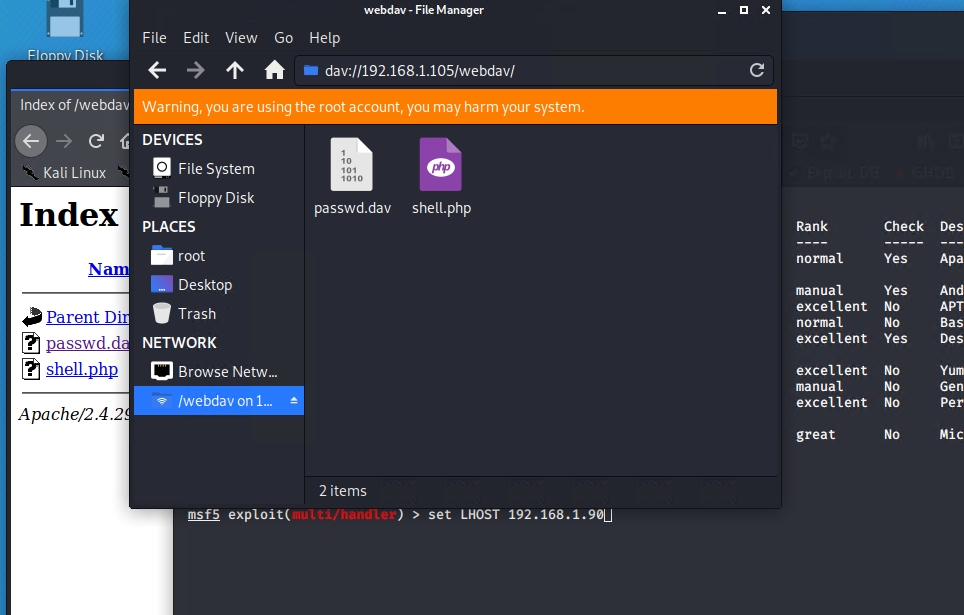 Floppy Disk
webdav - File Manager
File Edit View Go Help
dav://192.168.1.105/webdav/
Warning, you are using the root account, you may harm your system.
DEVICES
File System
Floppy Disk
PLACES
root
Desktop
Trash
NETWORK
Browse Netw...
/webdav on 1...
1
10
101
1010
passwd.dav
php
shell.php
2 items
Index of /webdav
Kali Linux
Index
Nam
Parent Dir
passwd.da
shell.php
Apache/2.4.29
Export DB
GHDB
Rank Check Des
---- ----- ---
normal Yes Apa
manual Yes And
excellent No APT
normal No Bas
excellent Yes Des
excellent No Yum
manual No Gen
excellent No Per
great No Mic
msf5 exploit(multi/handler) > set LHOST 192.168.1.90